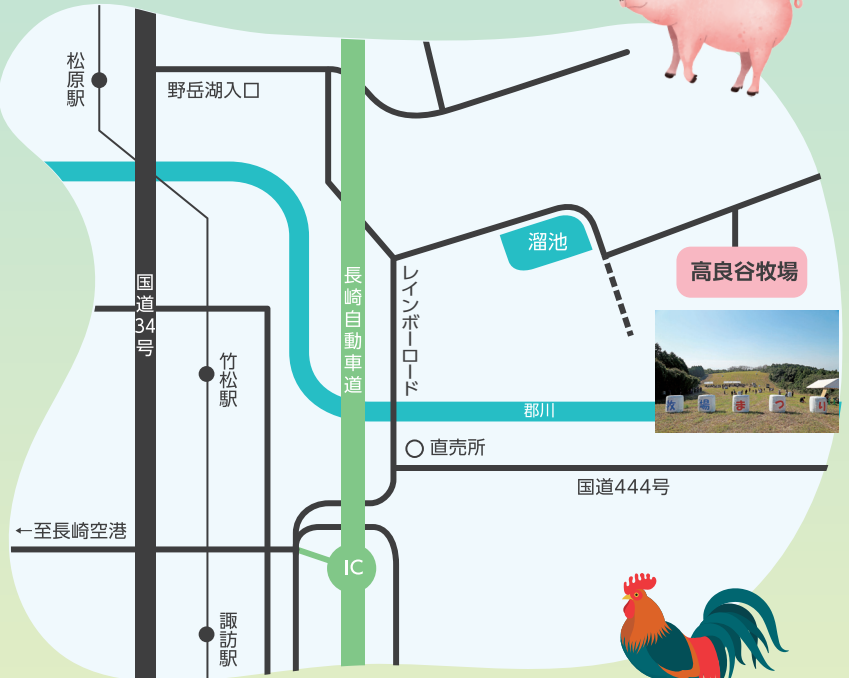 松原駅
野岳湖入口
溜池
高良谷牧場
国道34号
長崎自動車道
レインボーロード
竹松駅
牧場まつり
郡川
直売所
国道444号
←至長崎空港
IC
諏訪駅